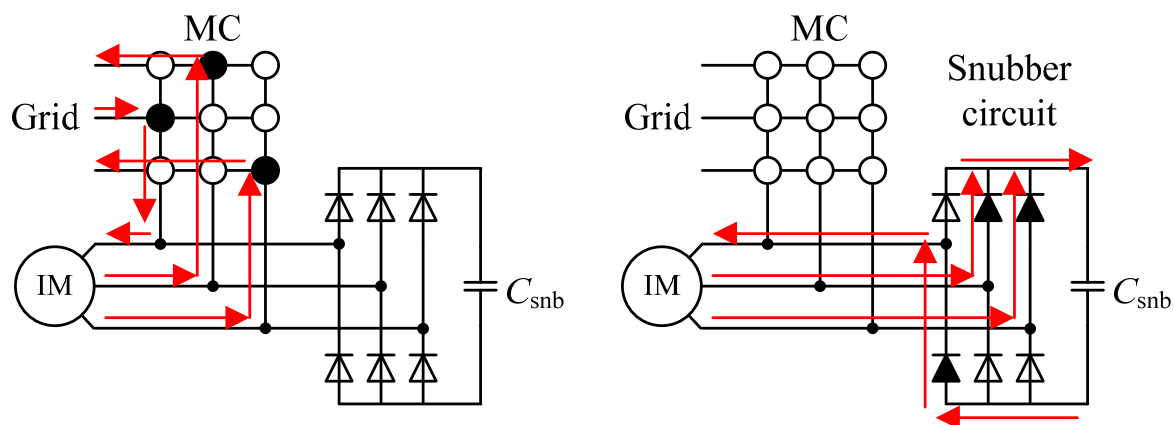 MC
Grid
IM
Csnb
MC
Snubber
circuit
Grid
IM
Csnb